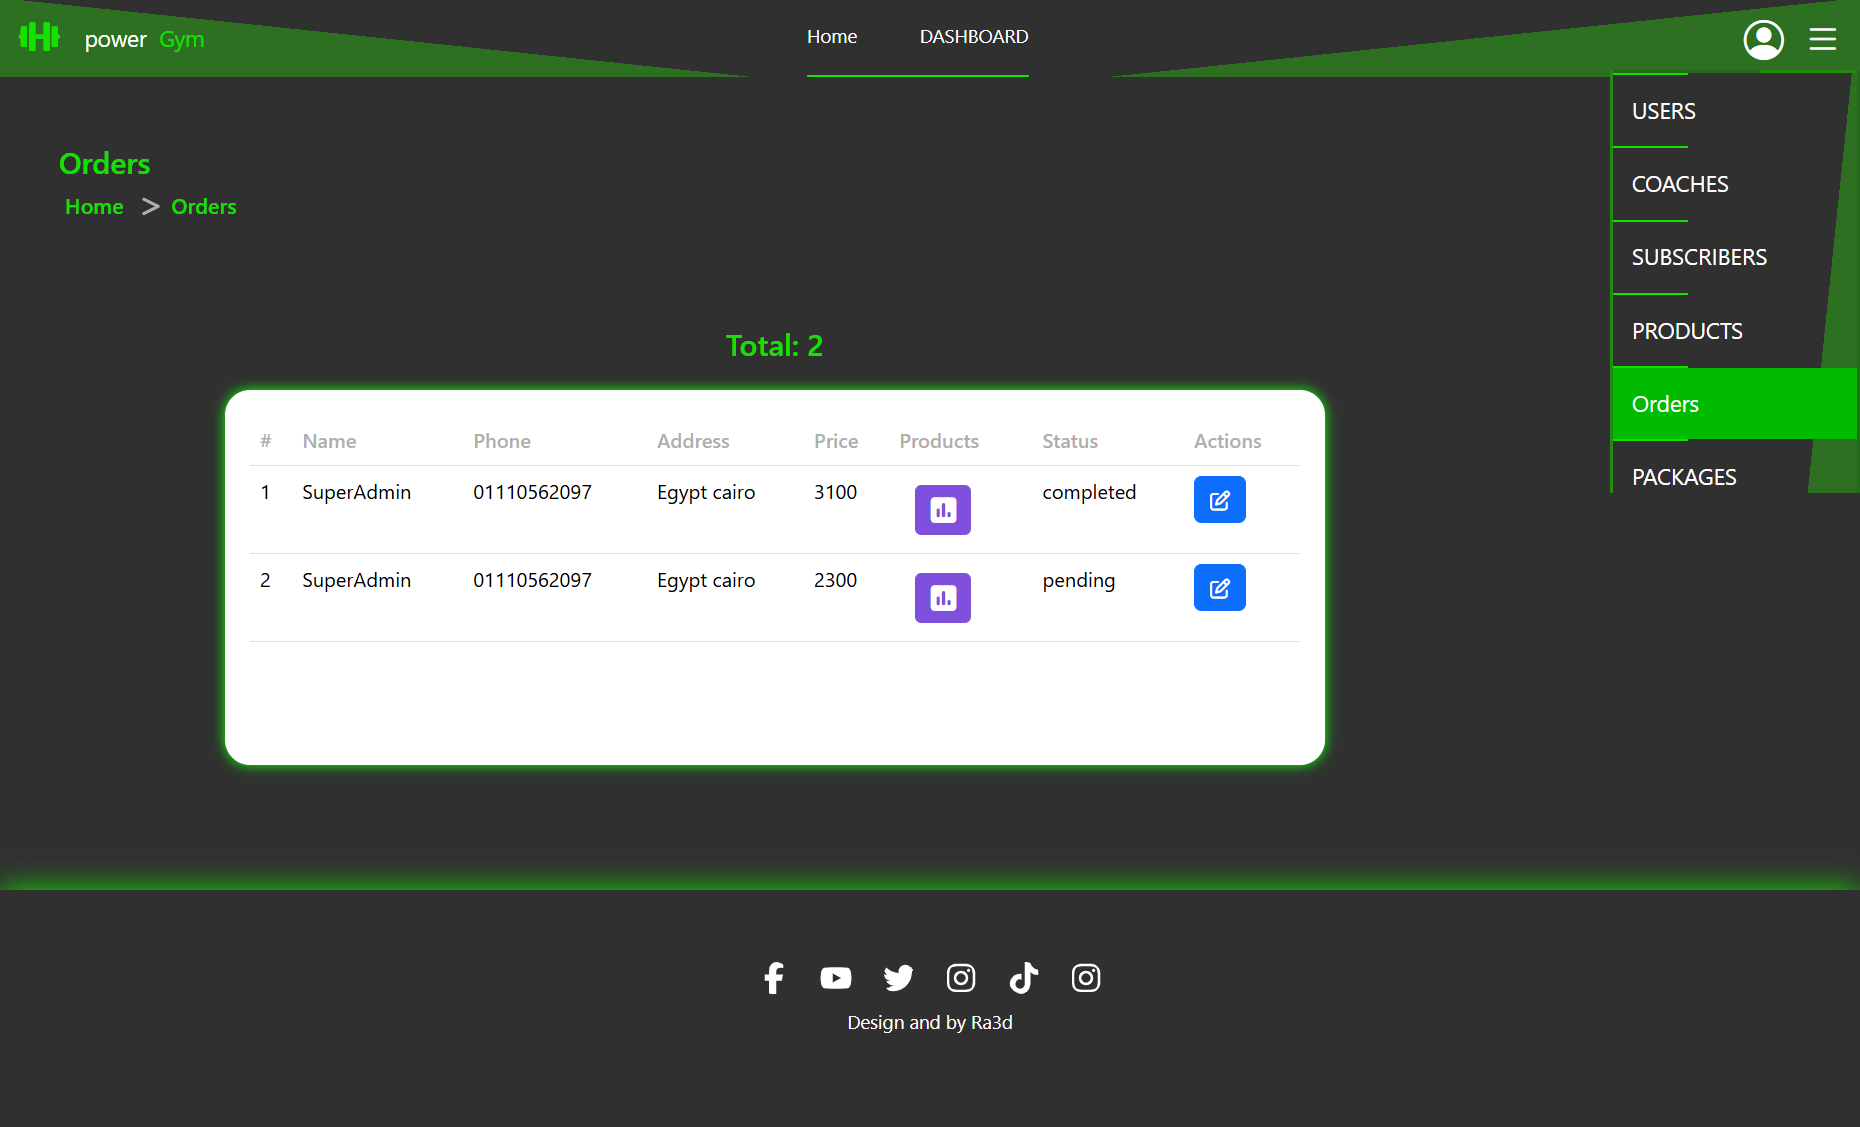 power Gym
Home DASHBOARD
USERS
COACHES
SUBSCRIBERS
PRODUCTS
Orders
PACKAGES
Orders
Home > Orders
Total: 2
# Name Phone Address Price Products Status Actions
1 SuperAdmin 01110562097 Egypt cairo 3100 completed
2 SuperAdmin 01110562097 Egypt cairo 2300 pending
Design and by Ra3d